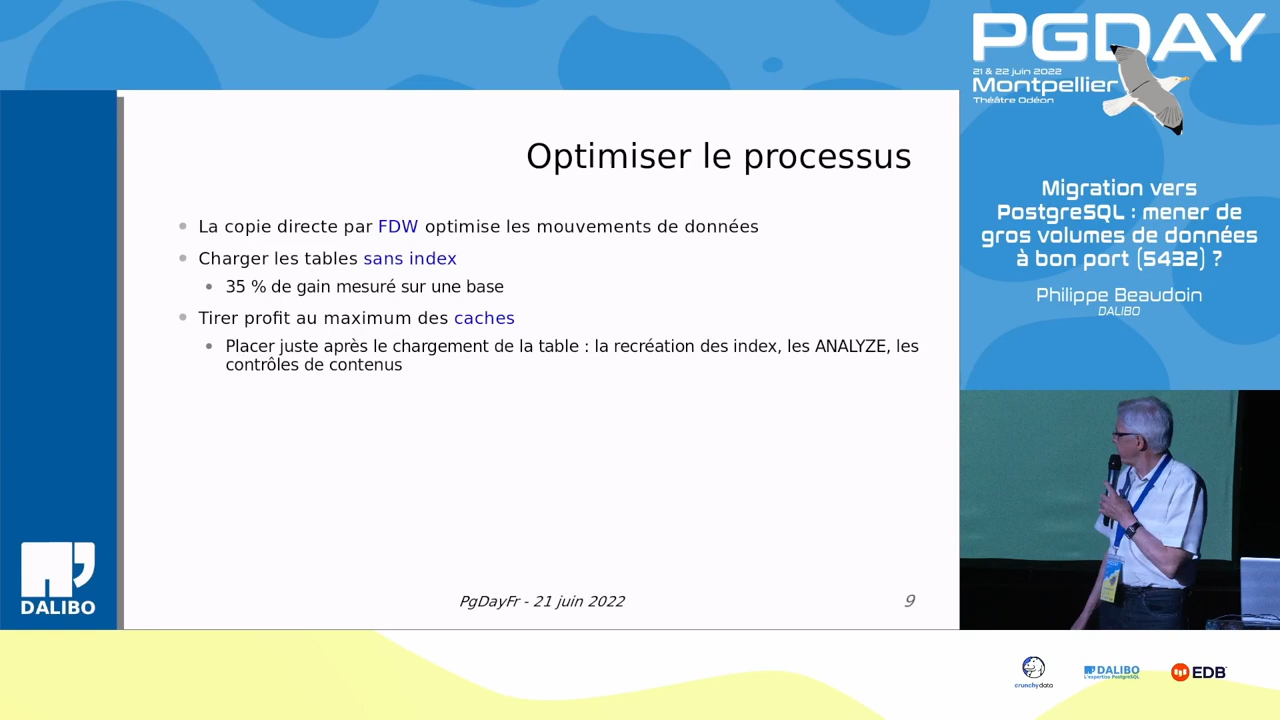 PGDAY
21 & 22 juin 2022
Montpellier
Théâtre Odéon
Optimiser le processus
La copie directe par FDW optimise les mouvements de données
Charger les tables sans index
35 % de gain mesuré sur une base
Tirer profit au maximum des caches
Placer juste après le chargement de la table : la recréation des index, les ANALYZE, les
contrôles de contenus
DALIBO
PgDayFr - 21 juin 2022
9
Migration vers
PostgreSQL : mener de
gros volumes de données
à bon port (5432) ?
Philippe Beaudoin
DALIBO
crunchydata
DALIBO
L'expertise PostgreSQL
EDB